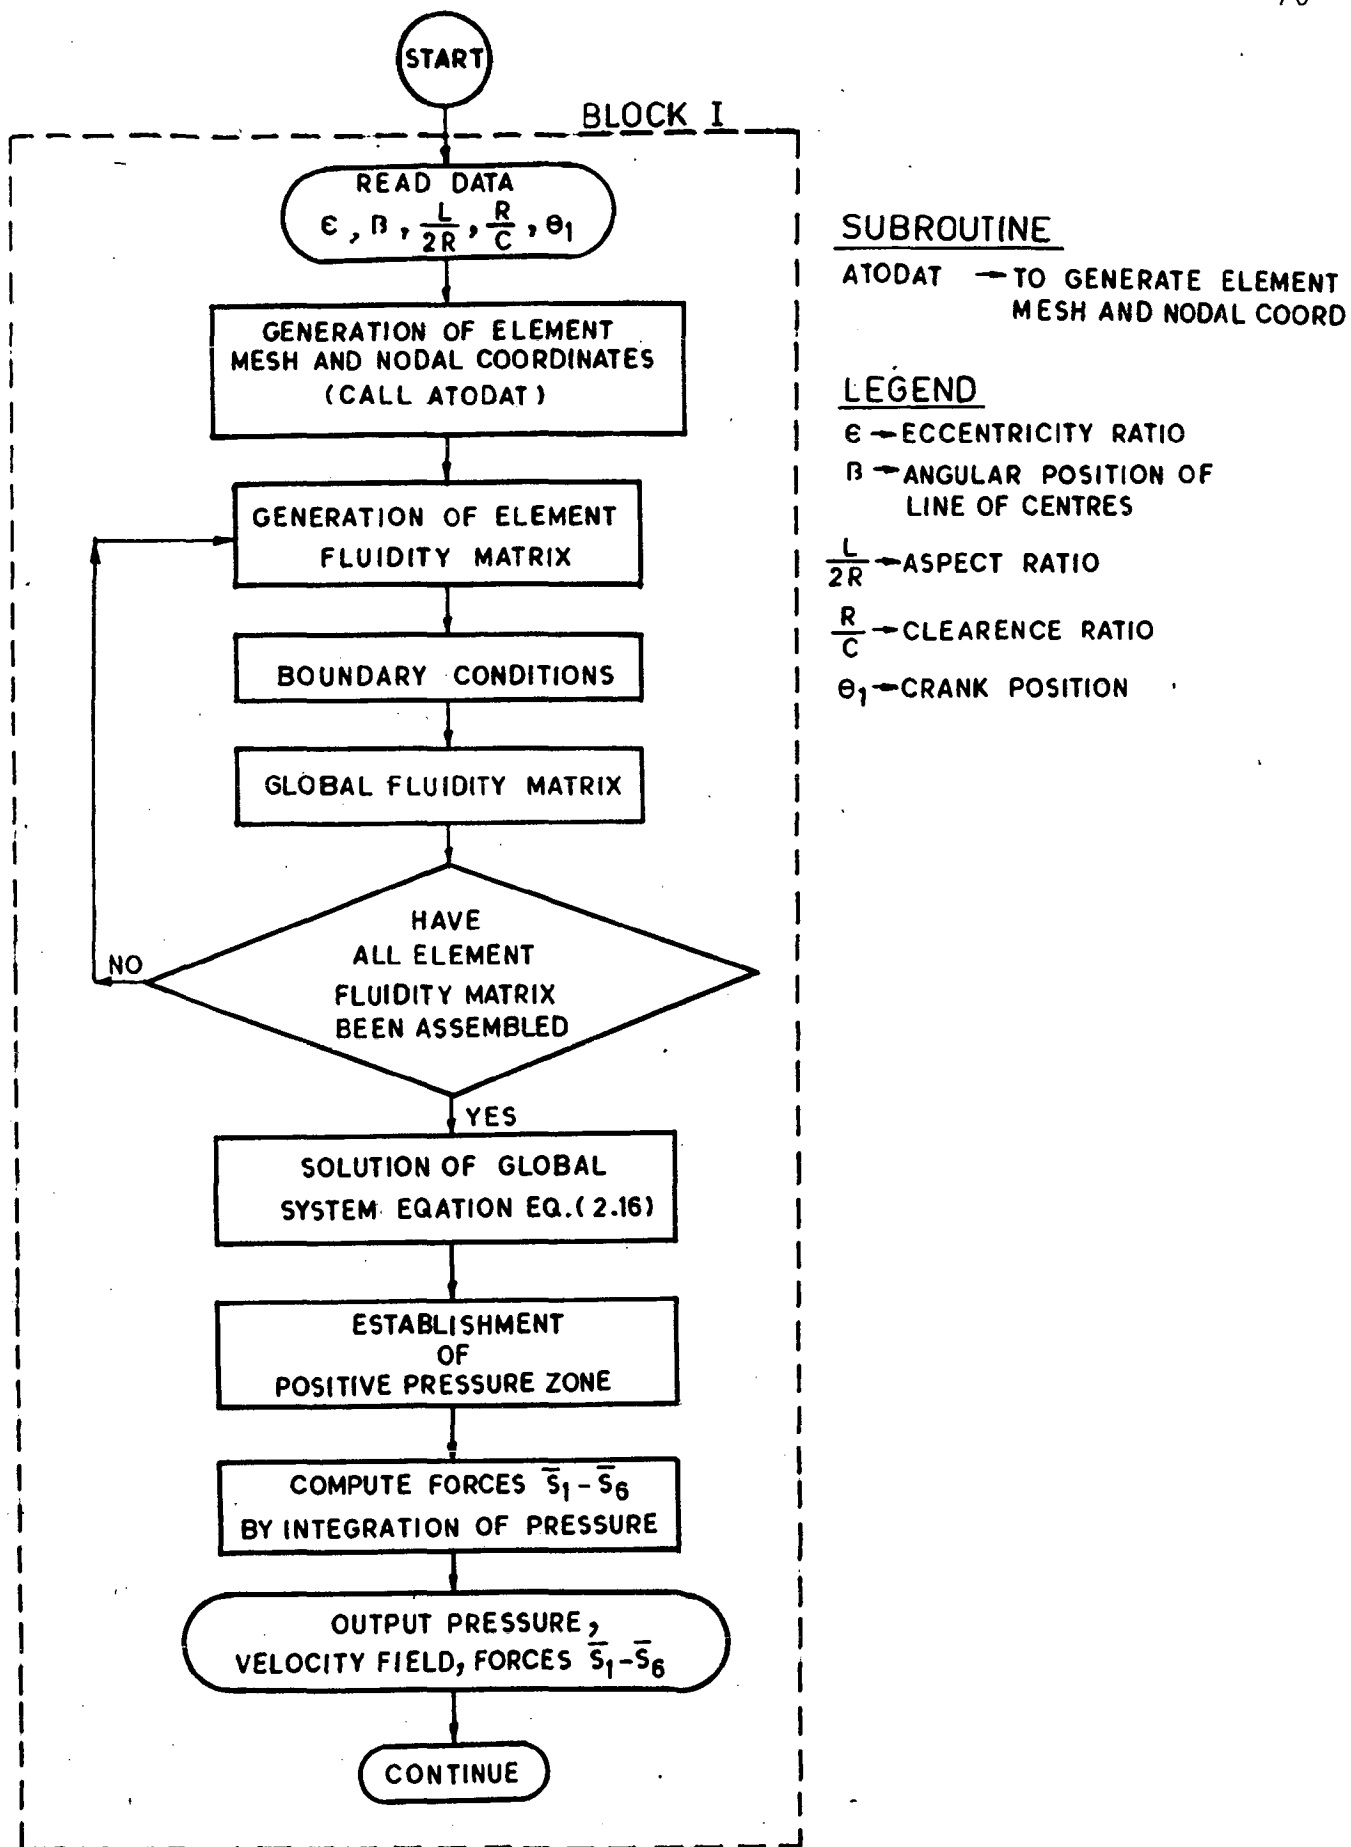 START
BLOCK I
READ DATA
ϵ, β, L/2R, R/C, θ₁
GENERATION OF ELEMENT
MESH AND NODAL COORDINATES
(CALL ATODAT)
GENERATION OF ELEMENT
FLUIDITY MATRIX
BOUNDARY CONDITIONS
GLOBAL FLUIDITY MATRIX
HAVE
ALL ELEMENT
FLUIDITY MATRIX
BEEN ASSEMBLED
NO
YES
SOLUTION OF GLOBAL
SYSTEM EQATION EQ.(2.16)
ESTABLISHMENT
OF
POSITIVE PRESSURE ZONE
COMPUTE FORCES S̄₁-S̄₆
BY INTEGRATION OF PRESSURE
OUTPUT PRESSURE,
VELOCITY FIELD, FORCES S̄₁-S̄₆
CONTINUE
SUBROUTINE
ATODAT → TO GENERATE ELEMENT
MESH AND NODAL COORD
LEGEND
ϵ → ECCENTRICITY RATIO
β → ANGULAR POSITION OF
LINE OF CENTRES
L/2R → ASPECT RATIO
R/C → CLEARENCE RATIO
θ₁ → CRANK POSITION